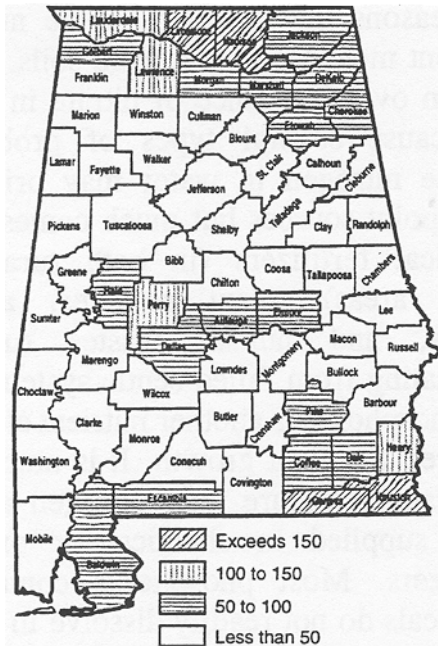 Lauderdale
Limestone
Madison
Jackson
Colbert
Franklin
Lawrence
Morgan
Marshall
DeKalb
Cherokee
Etowah
Marion
Winston
Cullman
Blount
Lamar
Fayette
Walker
St. Clair
Calhoun
Cleburne
Jefferson
Talladega
Pickens
Tuscaloosa
Shelby
Clay
Randolph
Bibb
Greene
Hale
Chilton
Coosa
Tallapoosa
Chambers
Perry
Autauga
Elmore
Lee
Sumter
Marengo
Dallas
Lowndes
Montgomery
Macon
Russell
Bullock
Choctaw
Wilcox
Butler
Crenshaw
Pike
Barbour
Clarke
Monroe
Conecuh
Coffee
Dale
Henry
Washington
Covington
Escambia
Geneva
Houston
Mobile
Baldwin
Exceeds 150
100 to 150
50 to 100
Less than 50